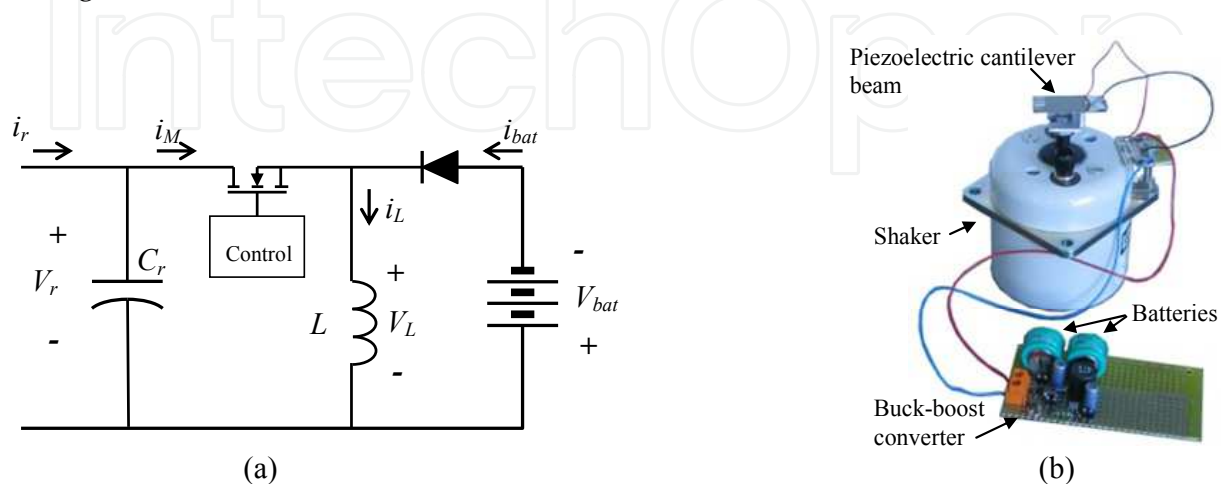 IntechOpen
i_r
i_M
i_bat
i_L
Control
+
V_r
-
C_r
L
+
V_L
-
-
V_bat
+
(a)
Piezoelectric cantilever
beam
Shaker
Batteries
Buck-boost
converter
(b)